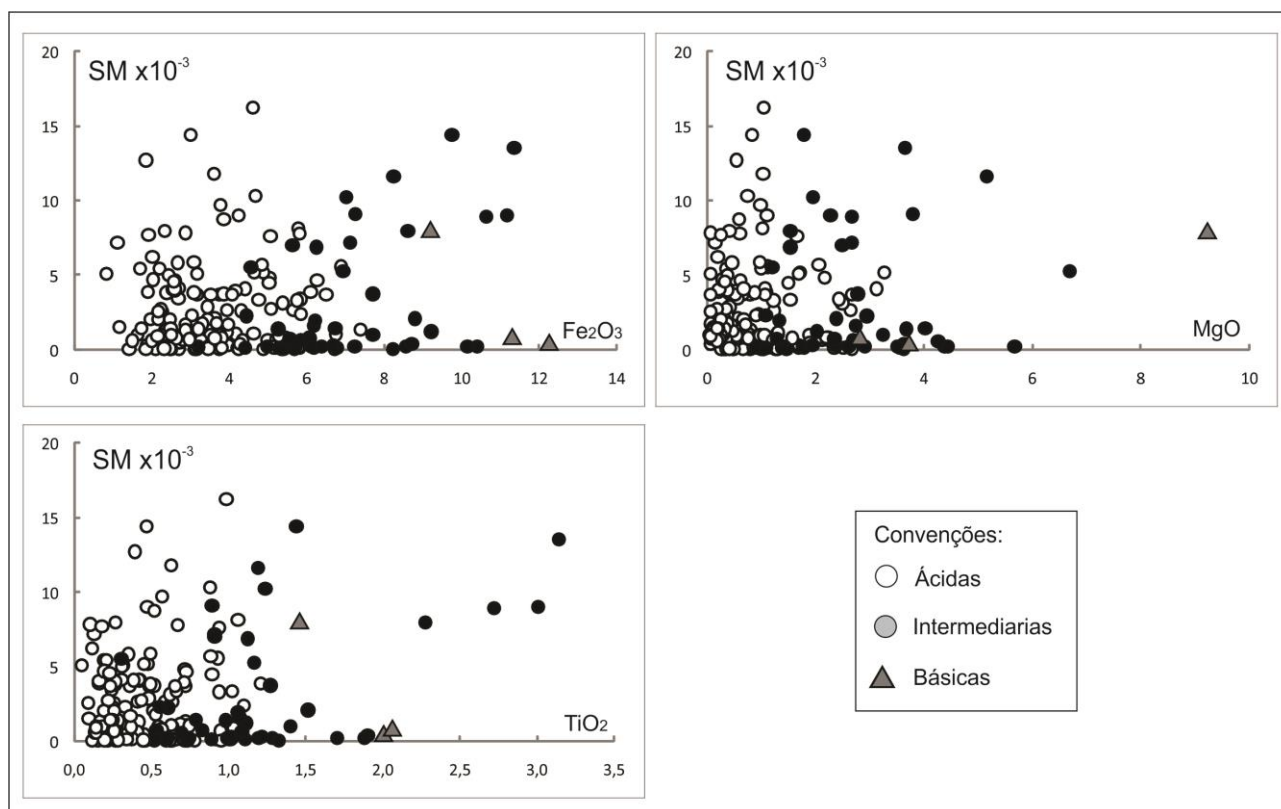 20
15
10
5
0
SM x10⁻³
Fe₂O₃
0 2 4 6 8 10 12 14
20
15
10
5
0
SM x10⁻³
MgO
0 2 4 6 8 10
20
15
10
5
0
SM x10⁻³
TiO₂
0,0 0,5 1,0 1,5 2,0 2,5 3,0 3,5
Convenções:
Ácidas
Intermediarias
Básicas